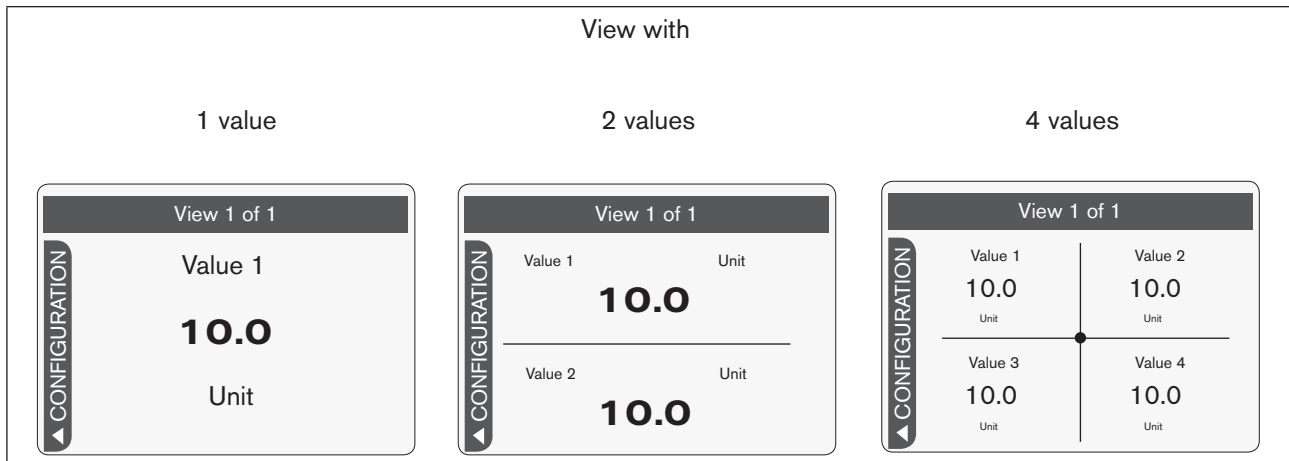 View with
1 value
2 values
4 values
View 1 of 1
◀ CONFIGURATION
Value 1
10.0
Unit
View 1 of 1
◀ CONFIGURATION
Value 1 Unit
10.0
Value 2 Unit
10.0
View 1 of 1
◀ CONFIGURATION
Value 1 Value 2
10.0 10.0
Unit Unit
Value 3 Value 4
10.0 10.0
Unit Unit